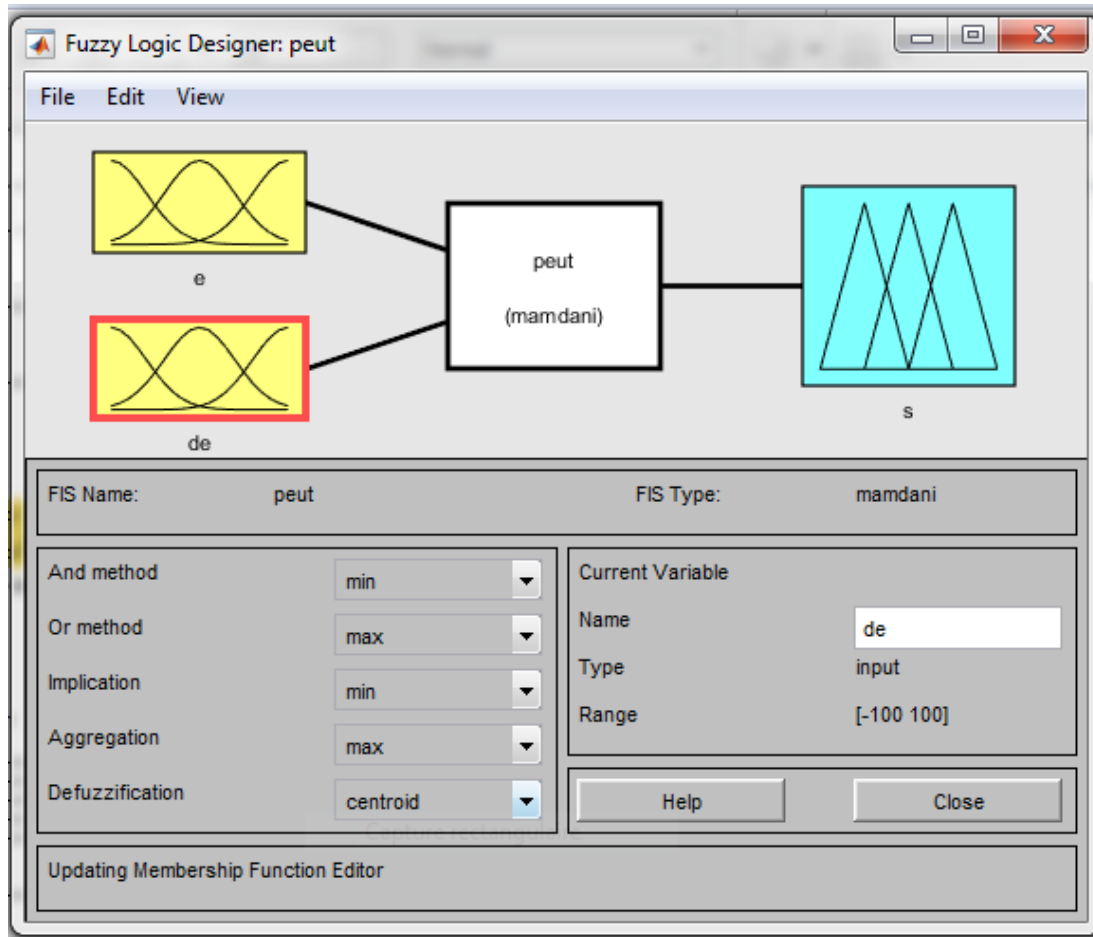 Fuzzy Logic Designer: peut
File Edit View
e
de
peut
(mamdani)
s
FIS Name: peut FIS Type: mamdani
And method min
Or method max
Implication min
Aggregation max
Defuzzification centroid
Current Variable
Name de
Type input
Range [-100 100]
Help Close
Capture rectangulaire
Updating Membership Function Editor